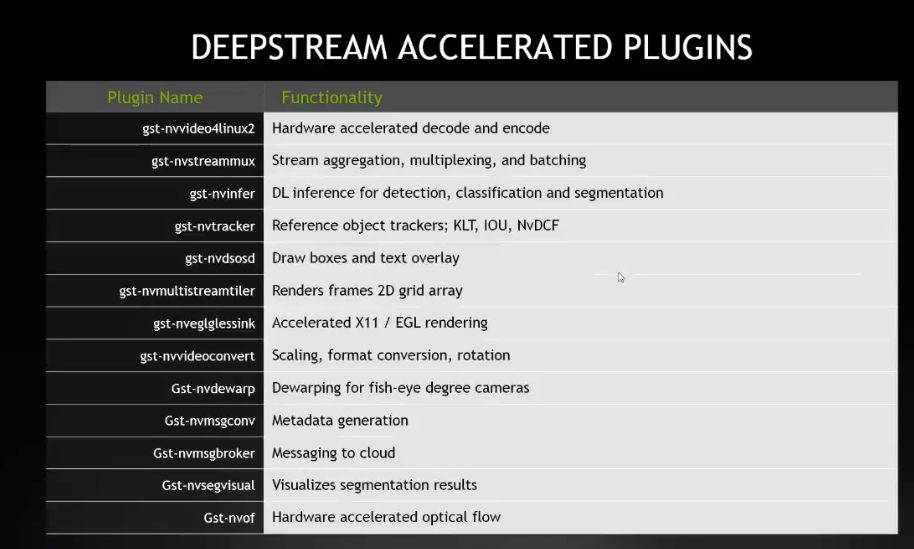 DEEPSTREAM ACCELERATED PLUGINS
Plugin Name Functionality
gst-nvvideo4linux2 Hardware accelerated decode and encode
gst-nvstreammux Stream aggregation, multiplexing, and batching
gst-nvinfer DL inference for detection, classification and segmentation
gst-nvtracker Reference object trackers; KLT, IOU, NvDCF
gst-nvdsosd Draw boxes and text overlay
gst-nvmultistreamtiler Renders frames 2D grid array
gst-nveglglessink Accelerated X11 / EGL rendering
gst-nvvideoconvert Scaling, format conversion, rotation
Gst-nvdewarp Dewarping for fish-eye degree cameras
Gst-nvmsgconv Metadata generation
Gst-nvmsgbroker Messaging to cloud
Gst-nvsegvisual Visualizes segmentation results
Gst-nvof Hardware accelerated optical flow